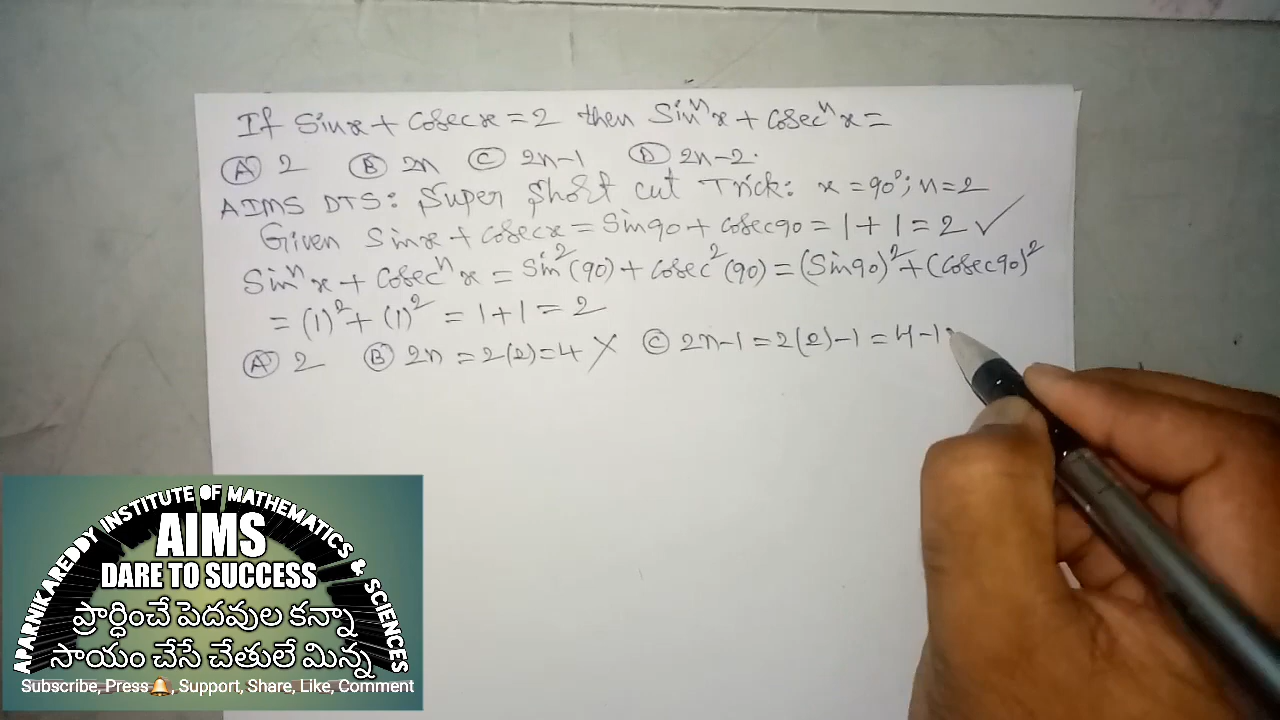 If Sinx + Cosecx = 2 then Sinⁿx + Cosecⁿx =
(A) 2 (B) 2n (C) 2n-1 (D) 2n-2.
AIMS DTS: Super Short cut Trick: x = 90°; n = 2
Given Sinx + cosecx = Sin90 + cosec90 = 1 + 1 = 2 ✓
Sinⁿx + Cosecⁿx = Sin²(90) + cosec²(90) = (Sin90)² + (Cosec90)²
= (1)² + (1)² = 1+1 = 2
(A) 2 (B) 2n = 2(2) = 4 ✗ (C) 2n-1 = 2(2)-1 = 4-1
APARNIKAREDDY INSTITUTE OF MATHEMATICS & SCIENCES
AIMS
DARE TO SUCCESS
ప్రార్ధించే పెదవుల కన్నా
సాయం చేసే చేతులే మిన్న
Subscribe, Press🔔, Support, Share, Like, Comment